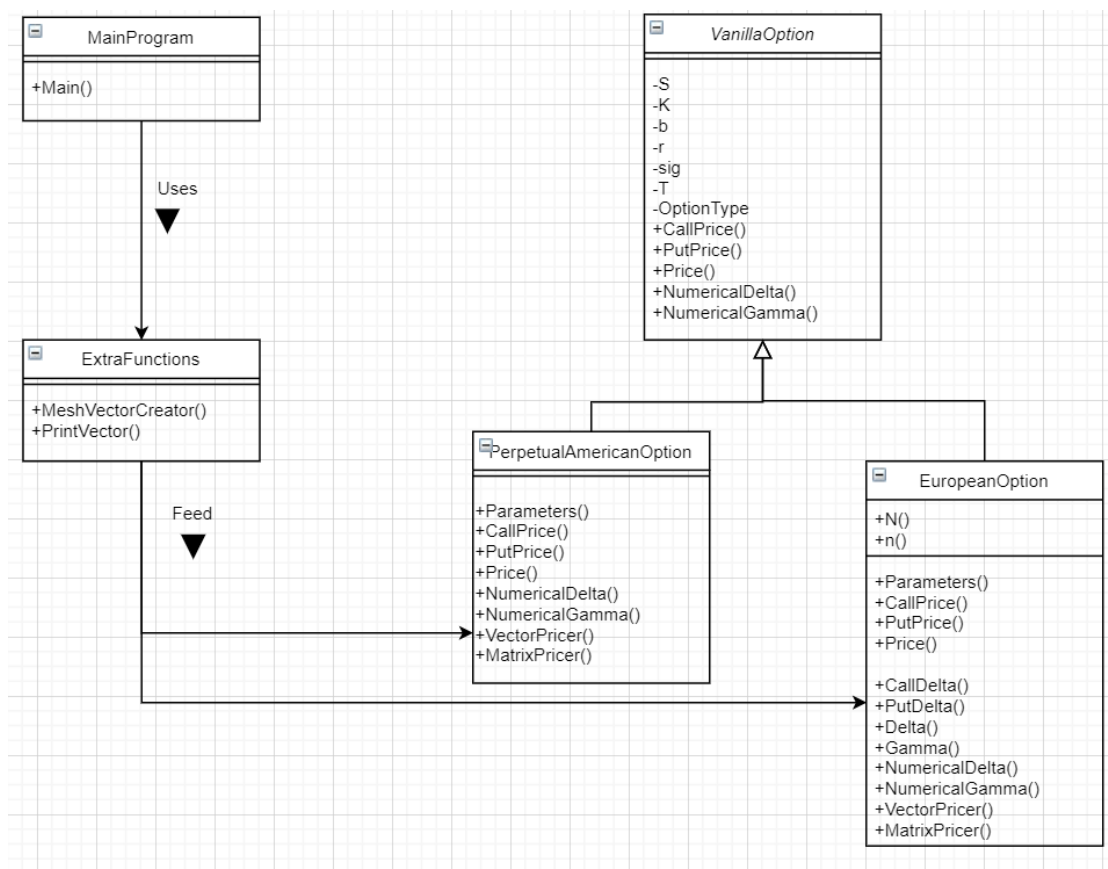 MainProgram
+Main()
Uses
ExtraFunctions
+MeshVectorCreator()
+PrintVector()
Feed
VanillaOption
-S
-K
-b
-r
-sig
-T
-OptionType
+CallPrice()
+PutPrice()
+Price()
+NumericalDelta()
+NumericalGamma()
PerpetualAmericanOption
+Parameters()
+CallPrice()
+PutPrice()
+Price()
+NumericalDelta()
+NumericalGamma()
+VectorPricer()
+MatrixPricer()
EuropeanOption
+N()
+n()
+Parameters()
+CallPrice()
+PutPrice()
+Price()
+CallDelta()
+PutDelta()
+Delta()
+Gamma()
+NumericalDelta()
+NumericalGamma()
+VectorPricer()
+MatrixPricer()